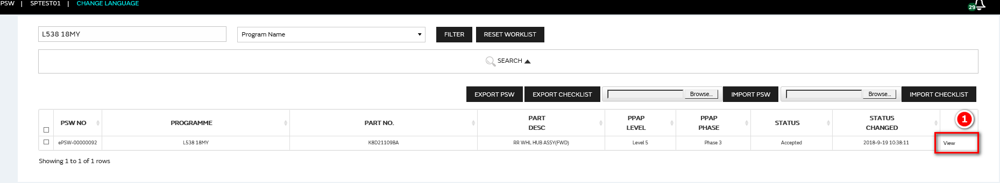 PSW | SPTEST01 | CHANGE LANGUAGE
29
L538 18MY
Program Name
FILTER
RESET WORKLIST
SEARCH
EXPORT PSW
EXPORT CHECKLIST
Browse...
IMPORT PSW
Browse...
IMPORT CHECKLIST
PSW NO
PROGRAMME
PART NO.
PART
DESC
PPAP
LEVEL
PPAP
PHASE
STATUS
STATUS
CHANGED
1
ePSW-00000092
L538 18MY
K8D21109BA
RR WHL HUB ASSY(FWD)
Level 5
Phase 3
Accepted
2018-9-19 10:38:11
View
Showing 1 to 1 of 1 rows